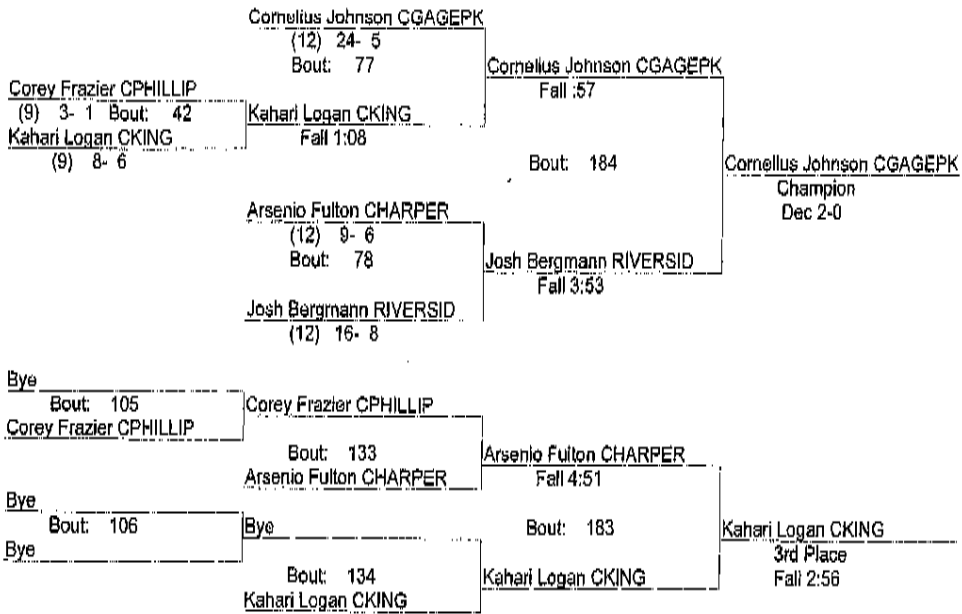 Cornelius Johnson CGAGEPK
(12) 24- 5
Bout: 77
Cornelius Johnson CGAGEPK
Fall :57
Corey Frazier CPHILLIP
(9) 3- 1 Bout: 42
Kahari Logan CKING
Fall 1:08
Kahari Logan CKING
(9) 8- 6
Bout: 184
Cornelius Johnson CGAGEPK
Champion
Dec 2-0
Arsenio Fulton CHARPER
(12) 9- 6
Bout: 78
Josh Bergmann RIVERSID
Fall 3:53
Josh Bergmann RIVERSID
(12) 16- 8
Bye
Bout: 105
Corey Frazier CPHILLIP
Corey Frazier CPHILLIP
Bout: 133
Arsenio Fulton CHARPER
Arsenio Fulton CHARPER
Fall 4:51
Bye
Bout: 106
Bye
Bye
Bout: 183
Kahari Logan CKING
3rd Place
Fall 2:56
Bout: 134
Kahari Logan CKING
Kahari Logan CKING